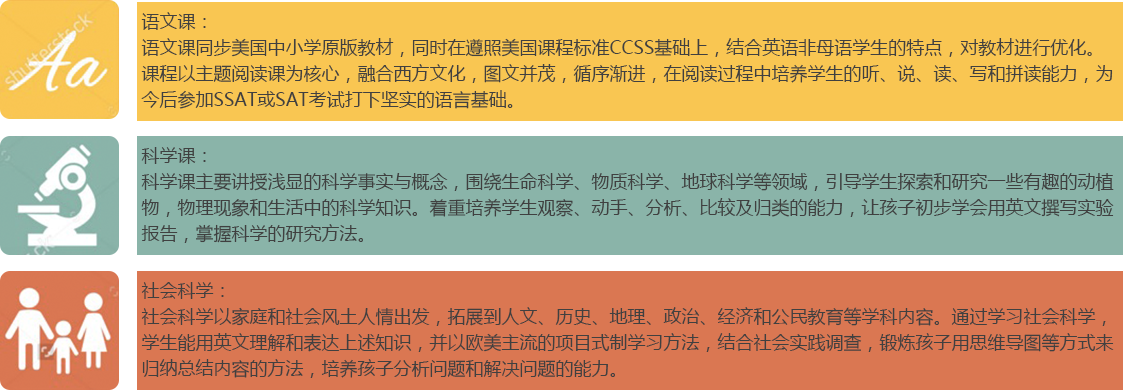 Aa
shutterstock
语文课：
语文课同步美国中小学原版教材，同时在遵照美国课程标准CCSS基础上，结合英语非母语学生的特点，对教材进行优化。
课程以主题阅读课为核心，融合西方文化，图文并茂，循序渐进，在阅读过程中培养学生的听、说、读、写和拼读能力，为
今后参加SSAT或SAT考试打下坚实的语言基础。
科学课：
科学课主要讲授浅显的科学事实与概念，围绕生命科学、物质科学、地球科学等领域，引导学生探索和研究一些有趣的动植
物，物理现象和生活中的科学知识。着重培养学生观察、动手、分析、比较及归类的能力，让孩子初步学会用英文撰写实验
报告，掌握科学的研究方法。
社会科学：
社会科学以家庭和社会风土人情出发，拓展到人文、历史、地理、政治、经济和公民教育等学科内容。通过学习社会科学，
学生能用英文理解和表达上述知识，并以欧美主流的项目式制学习方法，结合社会实践调查，锻炼孩子用思维导图等方式来
归纳总结内容的方法，培养孩子分析问题和解决问题的能力。